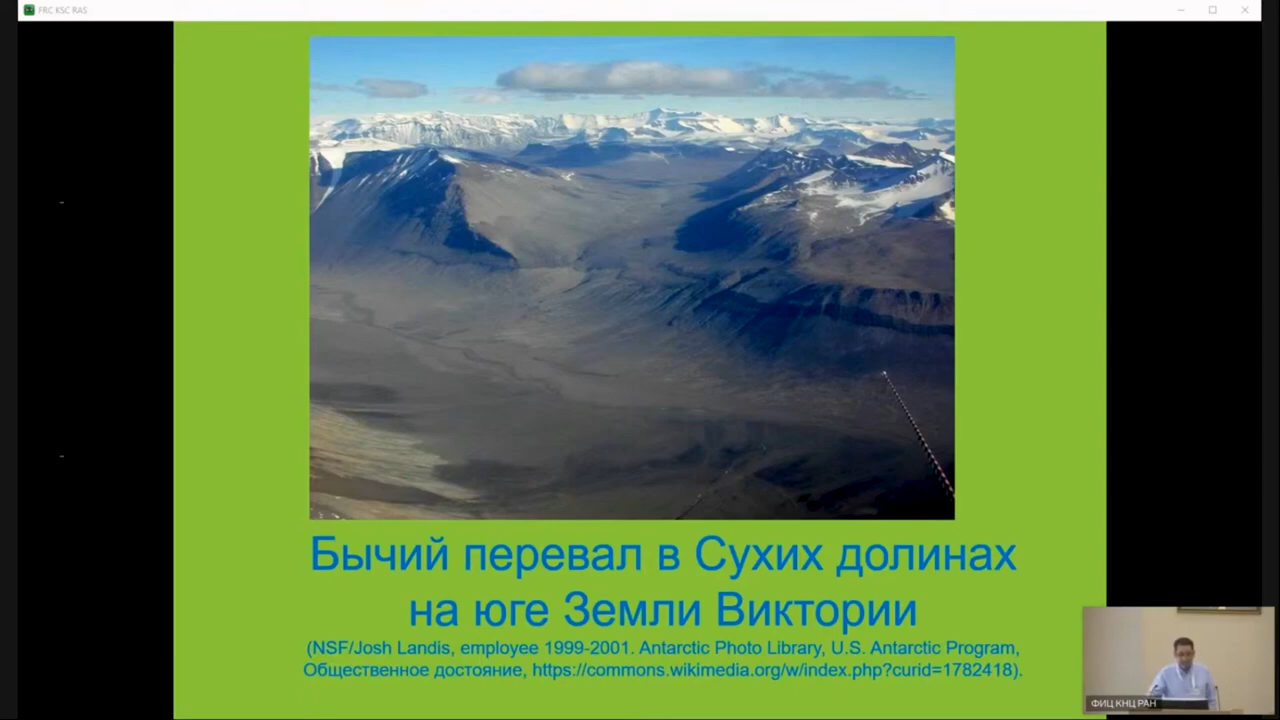 FRC KSC RAS
Бычий перевал в Сухих долинах
на юге Земли Виктории
(NSF/Josh Landis, employee 1999-2001. Antarctic Photo Library, U.S. Antarctic Program,
Общественное достояние, https://commons.wikimedia.org/w/index.php?curid=1782418).
ФИЦ КНЦ РАН